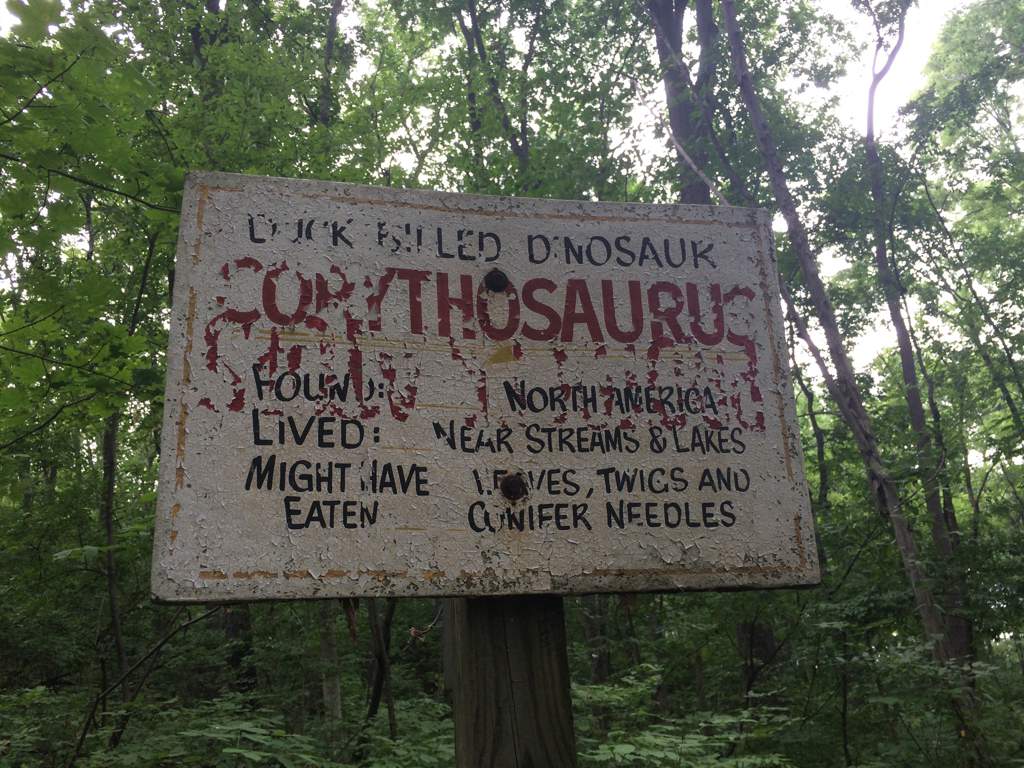 DUCK BILLED DINOSAUR
CORYTHOSAURUS
FOUND: NORTH AMERICA
LIVED: NEAR STREAMS & LAKES
MIGHT HAVE LEAVES, TWIGS AND
EATEN CONIFER NEEDLES